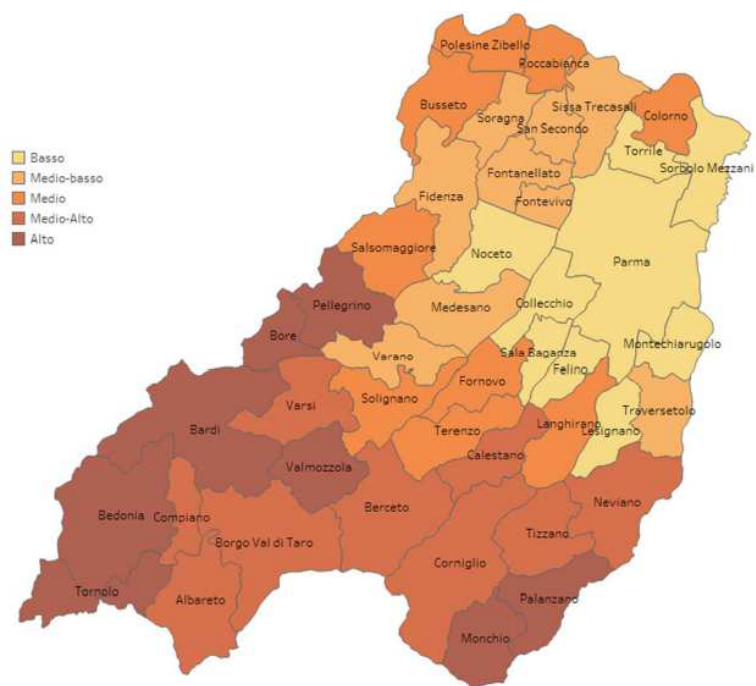 Polesine Zibello
Roccabianca
Busseto
Sissa Trecasali
Colorno
Soragna
San Secondo
Torrile
Sorbolo Mezzani
Basso
Medio-basso
Medio
Medio-Alto
Alto
Fontanellato
Fidenza
Fontevivo
Salsomaggiore
Noceto
Parma
Pellegrino
Medesano
Collecchio
Bore
Montechiarugolo
Varano
Sala Baganza
Felino
Fornovo
Varsi
Solignano
Traversetolo
Langhirano
Lesignano
Bardi
Terenzo
Calestano
Valmozzola
Neviano
Berceto
Bedonia
Compiano
Tizzano
Borgo Val di Taro
Corniglio
Tornolo
Albareto
Palanzano
Monchio